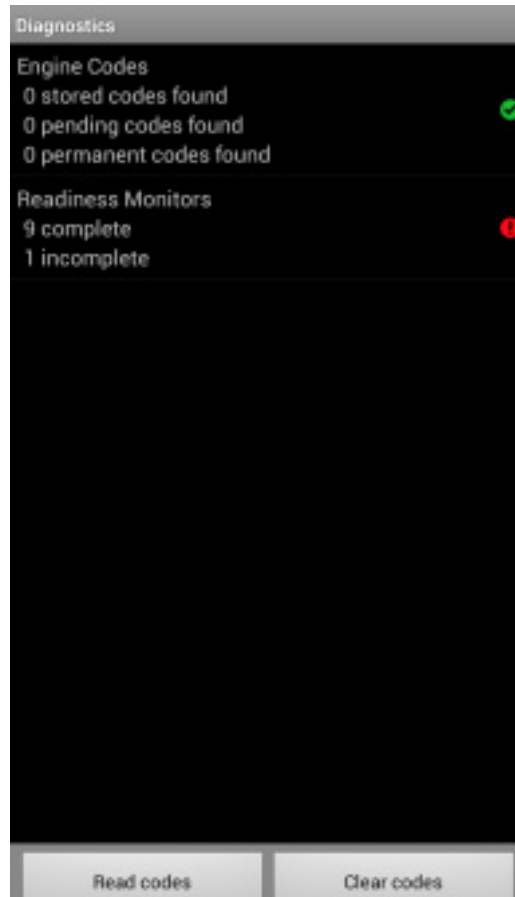 Diagnostics
Engine Codes
0 stored codes found
0 pending codes found
0 permanent codes found
Readiness Monitors
9 complete
1 incomplete
Read codes
Clear codes